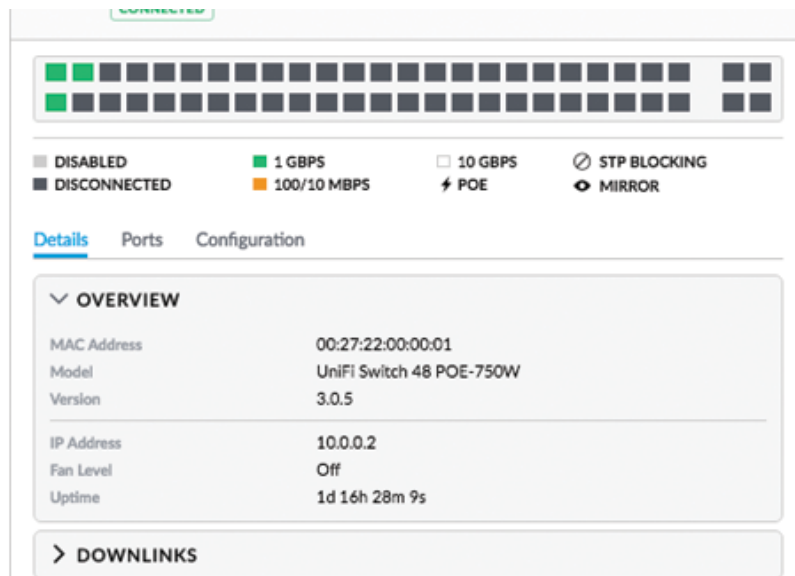 CONNECTED
DISABLED 1 GBPS 10 GBPS STP BLOCKING
DISCONNECTED 100/10 MBPS POE MIRROR
Details Ports Configuration
OVERVIEW
MAC Address 00:27:22:00:00:01
Model UniFi Switch 48 POE-750W
Version 3.0.5
IP Address 10.0.0.2
Fan Level Off
Uptime 1d 16h 28m 9s
DOWNLINKS